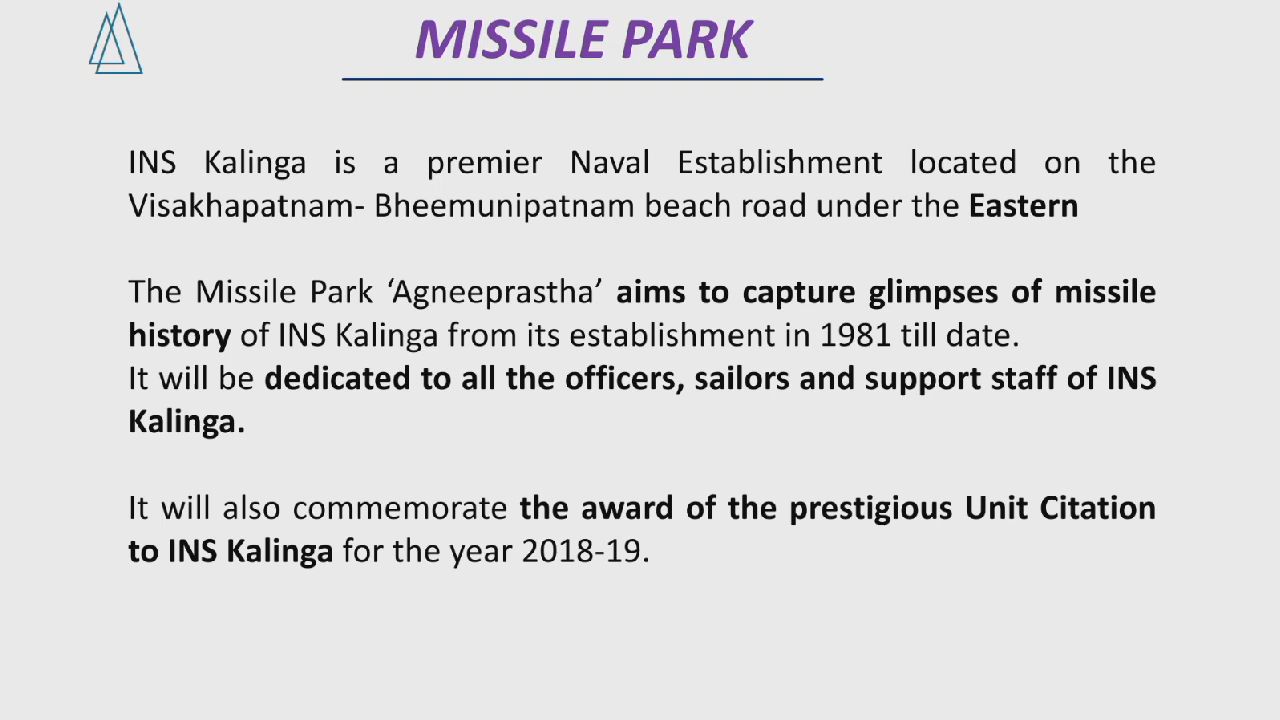 MISSILE PARK
INS Kalinga is a premier Naval Establishment located on the
Visakhapatnam- Bheemunipatnam beach road under the Eastern
The Missile Park ‘Agneeprastha’ aims to capture glimpses of missile
history of INS Kalinga from its establishment in 1981 till date.
It will be dedicated to all the officers, sailors and support staff of INS
Kalinga.
It will also commemorate the award of the prestigious Unit Citation
to INS Kalinga for the year 2018-19.